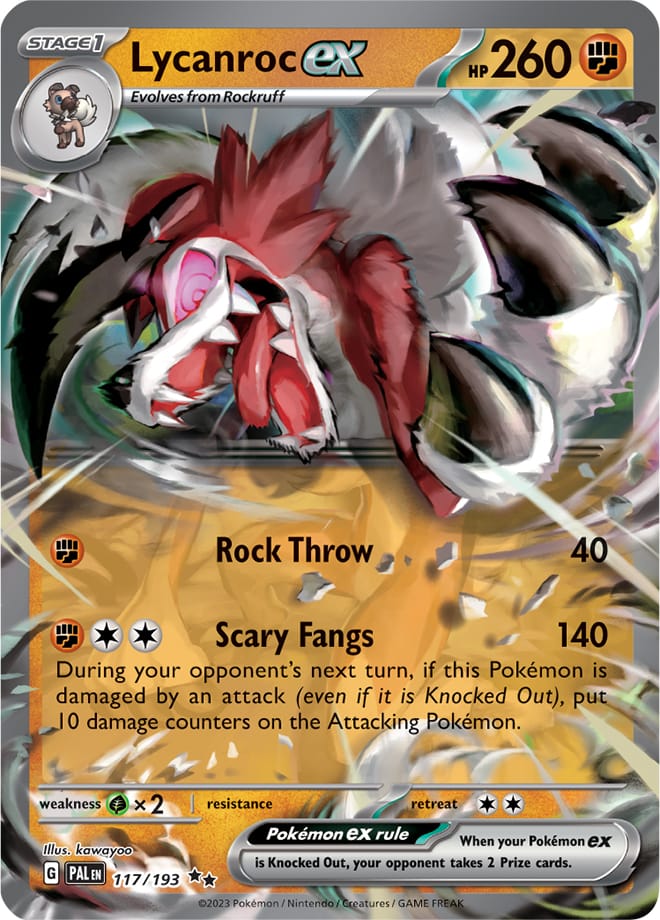 STAGE 1
Lycanroc ex
HP 260
Evolves from Rockruff
Rock Throw 40
Scary Fangs 140
During your opponent's next turn, if this Pokémon is
damaged by an attack (even if it is Knocked Out), put
10 damage counters on the Attacking Pokémon.
weakness ×2 resistance retreat
Pokémon ex rule
When your Pokémon ex
is Knocked Out, your opponent takes 2 Prize cards.
Illus. kawayoo
G PAL EN 117/193
©2023 Pokémon / Nintendo / Creatures / GAME FREAK